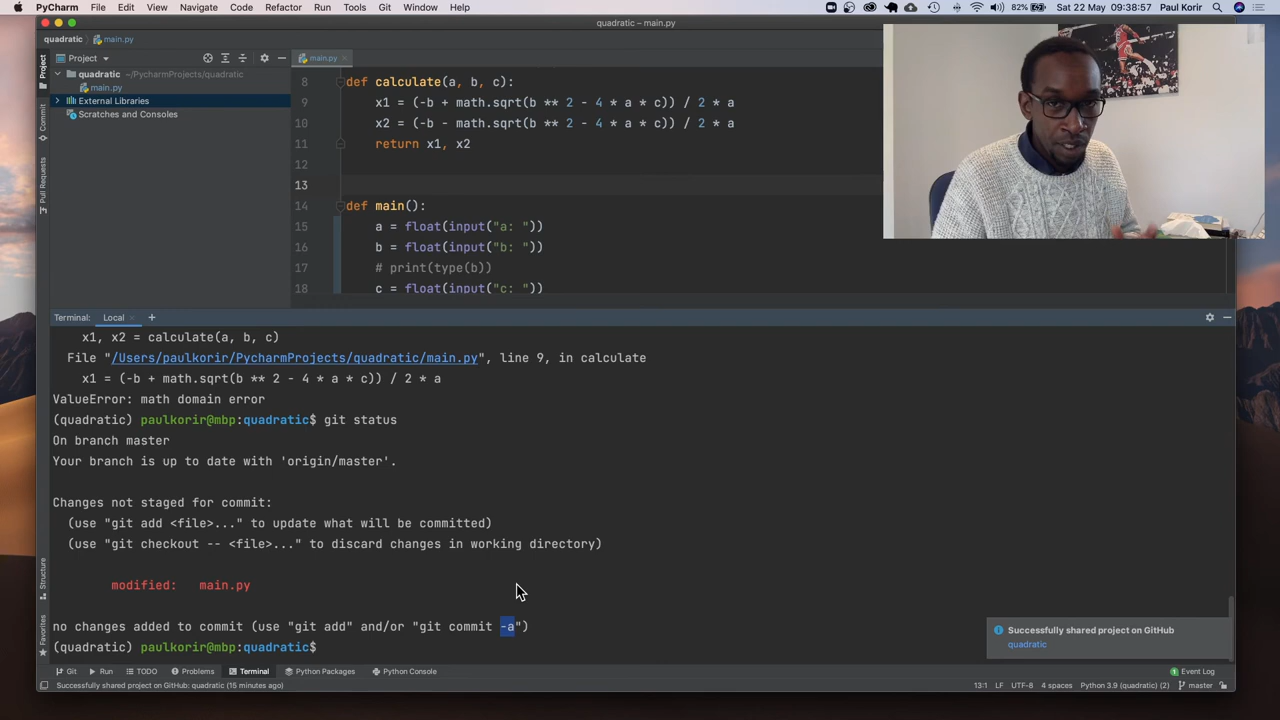 PyCharm File Edit View Navigate Code Refactor Run Tools Git Window Help
82% Sat 22 May 09:38:57 Paul Korir
quadratic – main.py
quadratic main.py
Project
quadratic ~/PycharmProjects/quadratic
main.py
External Libraries
Scratches and Consoles
Project
Commit
Pull Requests
Structure
Favorites
main.py
8 def calculate(a, b, c):
9 x1 = (-b + math.sqrt(b ** 2 - 4 * a * c)) / 2 * a
10 x2 = (-b - math.sqrt(b ** 2 - 4 * a * c)) / 2 * a
11 return x1, x2
12
13
14 def main():
15 a = float(input("a: "))
16 b = float(input("b: "))
17 # print(type(b))
18 c = float(input("c: "))
Terminal: Local +
x1, x2 = calculate(a, b, c)
File "/Users/paulkorir/PycharmProjects/quadratic/main.py", line 9, in calculate
x1 = (-b + math.sqrt(b ** 2 - 4 * a * c)) / 2 * a
ValueError: math domain error
(quadratic) paulkorir@mbp:quadratic$ git status
On branch master
Your branch is up to date with 'origin/master'.
Changes not staged for commit:
(use "git add <file>..." to update what will be committed)
(use "git checkout -- <file>..." to discard changes in working directory)
modified: main.py
no changes added to commit (use "git add" and/or "git commit -a")
(quadratic) paulkorir@mbp:quadratic$
Successfully shared project on GitHub
quadratic
Git Run TODO Problems Terminal Python Packages Python Console Event Log
Successfully shared project on GitHub: quadratic (15 minutes ago) 13:1 LF UTF-8 4 spaces Python 3.9 (quadratic) (2) master